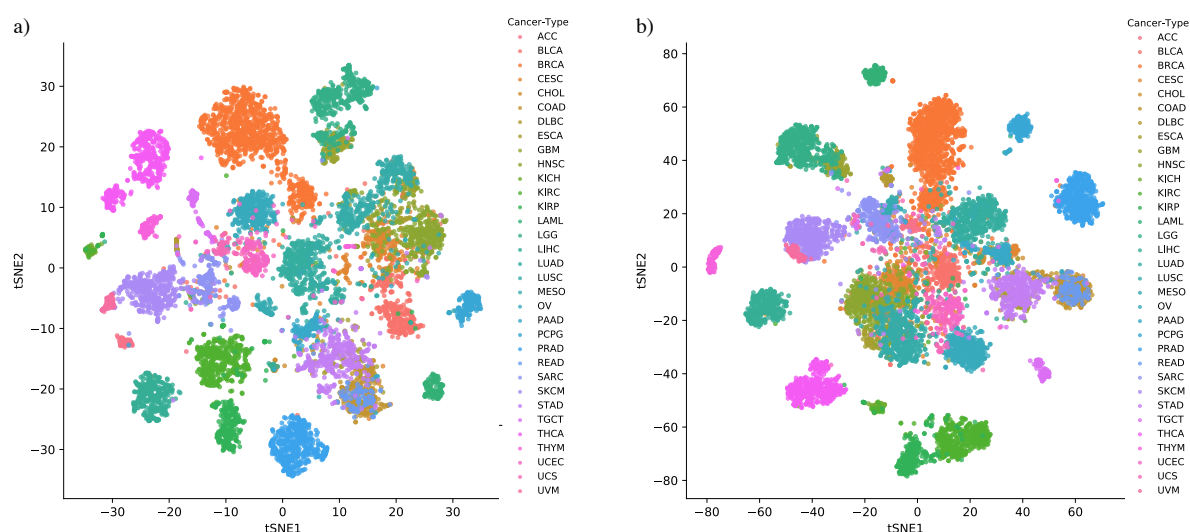 a)
Cancer-Type
ACC
BLCA
BRCA
CESC
CHOL
COAD
DLBC
ESCA
GBM
HNSC
KICH
KIRC
KIRP
LAML
LGG
LIHC
LUAD
LUSC
MESO
OV
PAAD
PCPG
PRAD
READ
SARC
SKCM
STAD
TGCT
THCA
THYM
UCEC
UCS
UVM
tSNE2
30
20
10
0
−10
−20
−30
−30 −20 −10 0 10 20 30
tSNE1
b)
Cancer-Type
ACC
BLCA
BRCA
CESC
CHOL
COAD
DLBC
ESCA
GBM
HNSC
KICH
KIRC
KIRP
LAML
LGG
LIHC
LUAD
LUSC
MESO
OV
PAAD
PCPG
PRAD
READ
SARC
SKCM
STAD
TGCT
THCA
THYM
UCEC
UCS
UVM
tSNE2
80
60
40
20
0
−20
−40
−60
−80
−80 −60 −40 −20 0 20 40 60
tSNE1